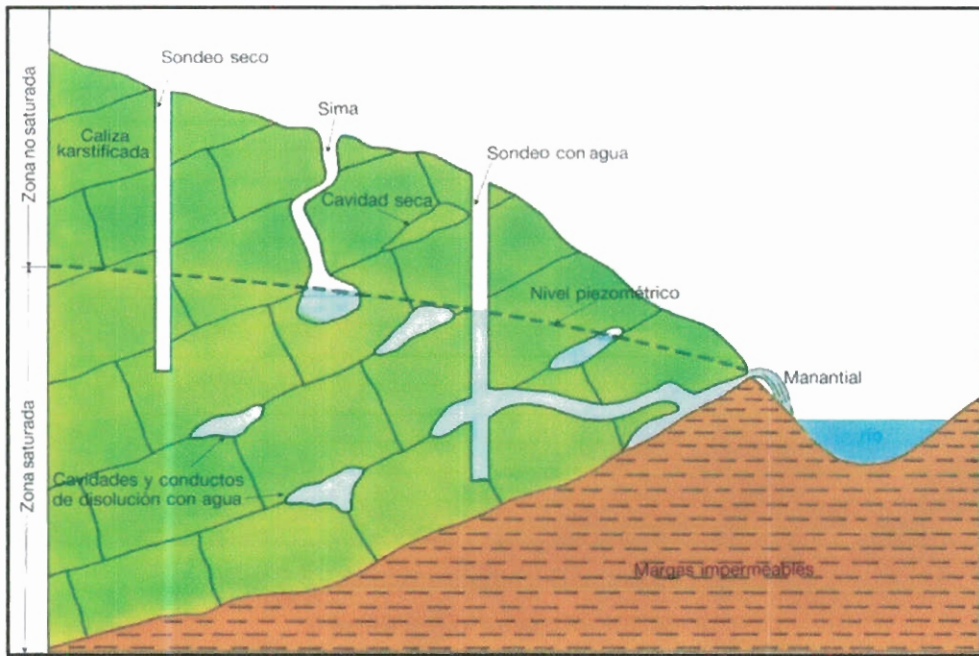 Zona no saturada
Sondeo seco
Sima
Caliza
karstificada
Sondeo con agua
Cavidad seca
Nivel piezométrico
Manantial
río
Zona saturada
Cavidades y conductos
de disolución con agua
Margas impermeables